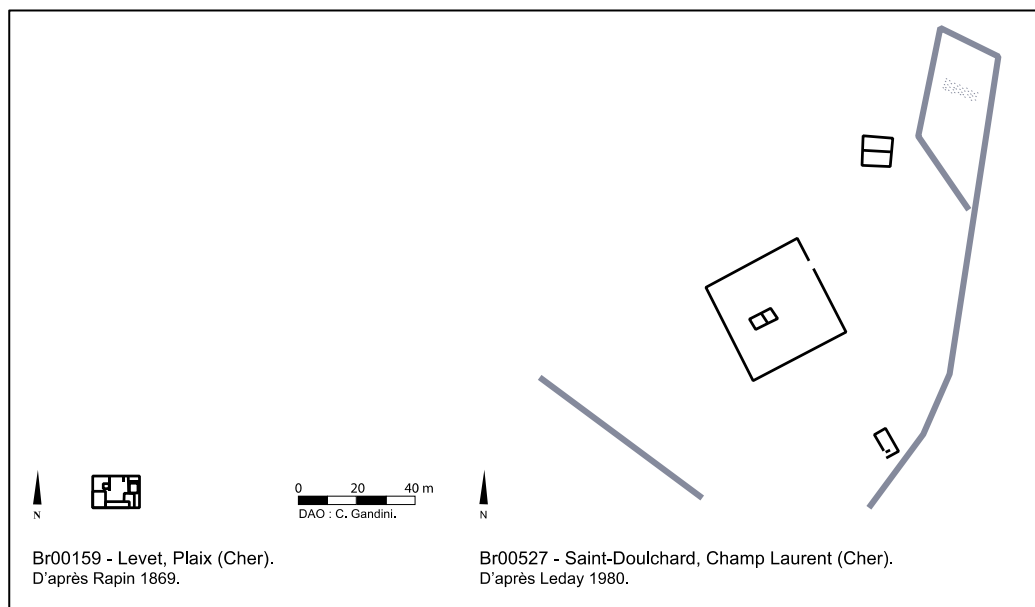 N
0 20 40 m
DAO : C. Gandini.
N
Br00159 - Levet, Plaix (Cher).
D'après Rapin 1869.
Br00527 - Saint-Doulchard, Champ Laurent (Cher).
D'après Leday 1980.